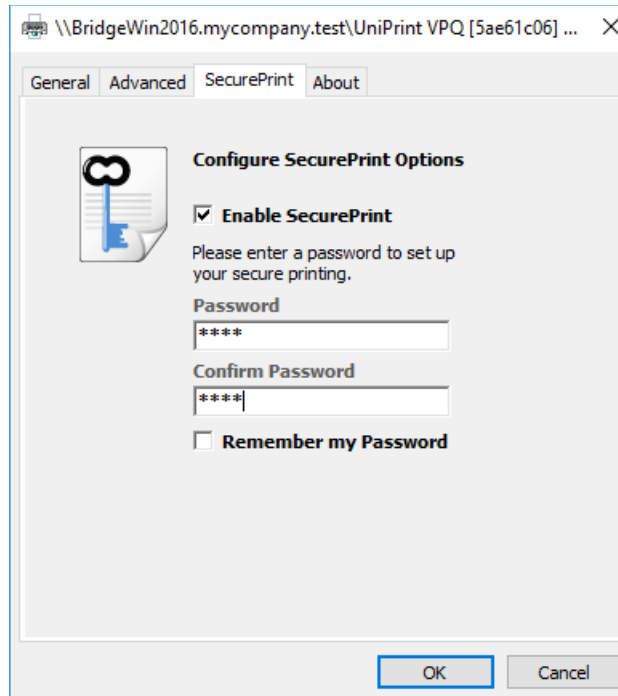 \\BridgeWin2016.mycompany.test\UniPrint VPQ [5ae61c06] ...
General Advanced SecurePrint About
Configure SecurePrint Options
Enable SecurePrint
Please enter a password to set up
your secure printing.
Password
****
Confirm Password
****
Remember my Password
OK Cancel